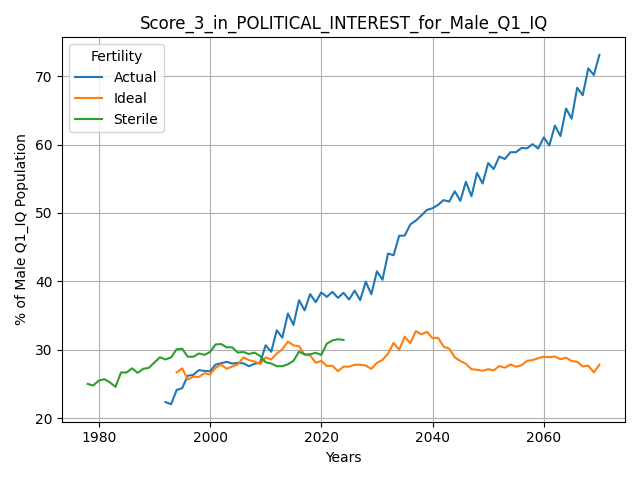 Score_3_in_POLITICAL_INTEREST_for_Male_Q1_IQ
Fertility
Actual
Ideal
Sterile
% of Male Q1_IQ Population
70
60
50
40
30
20
1980
2000
2020
2040
2060
Years